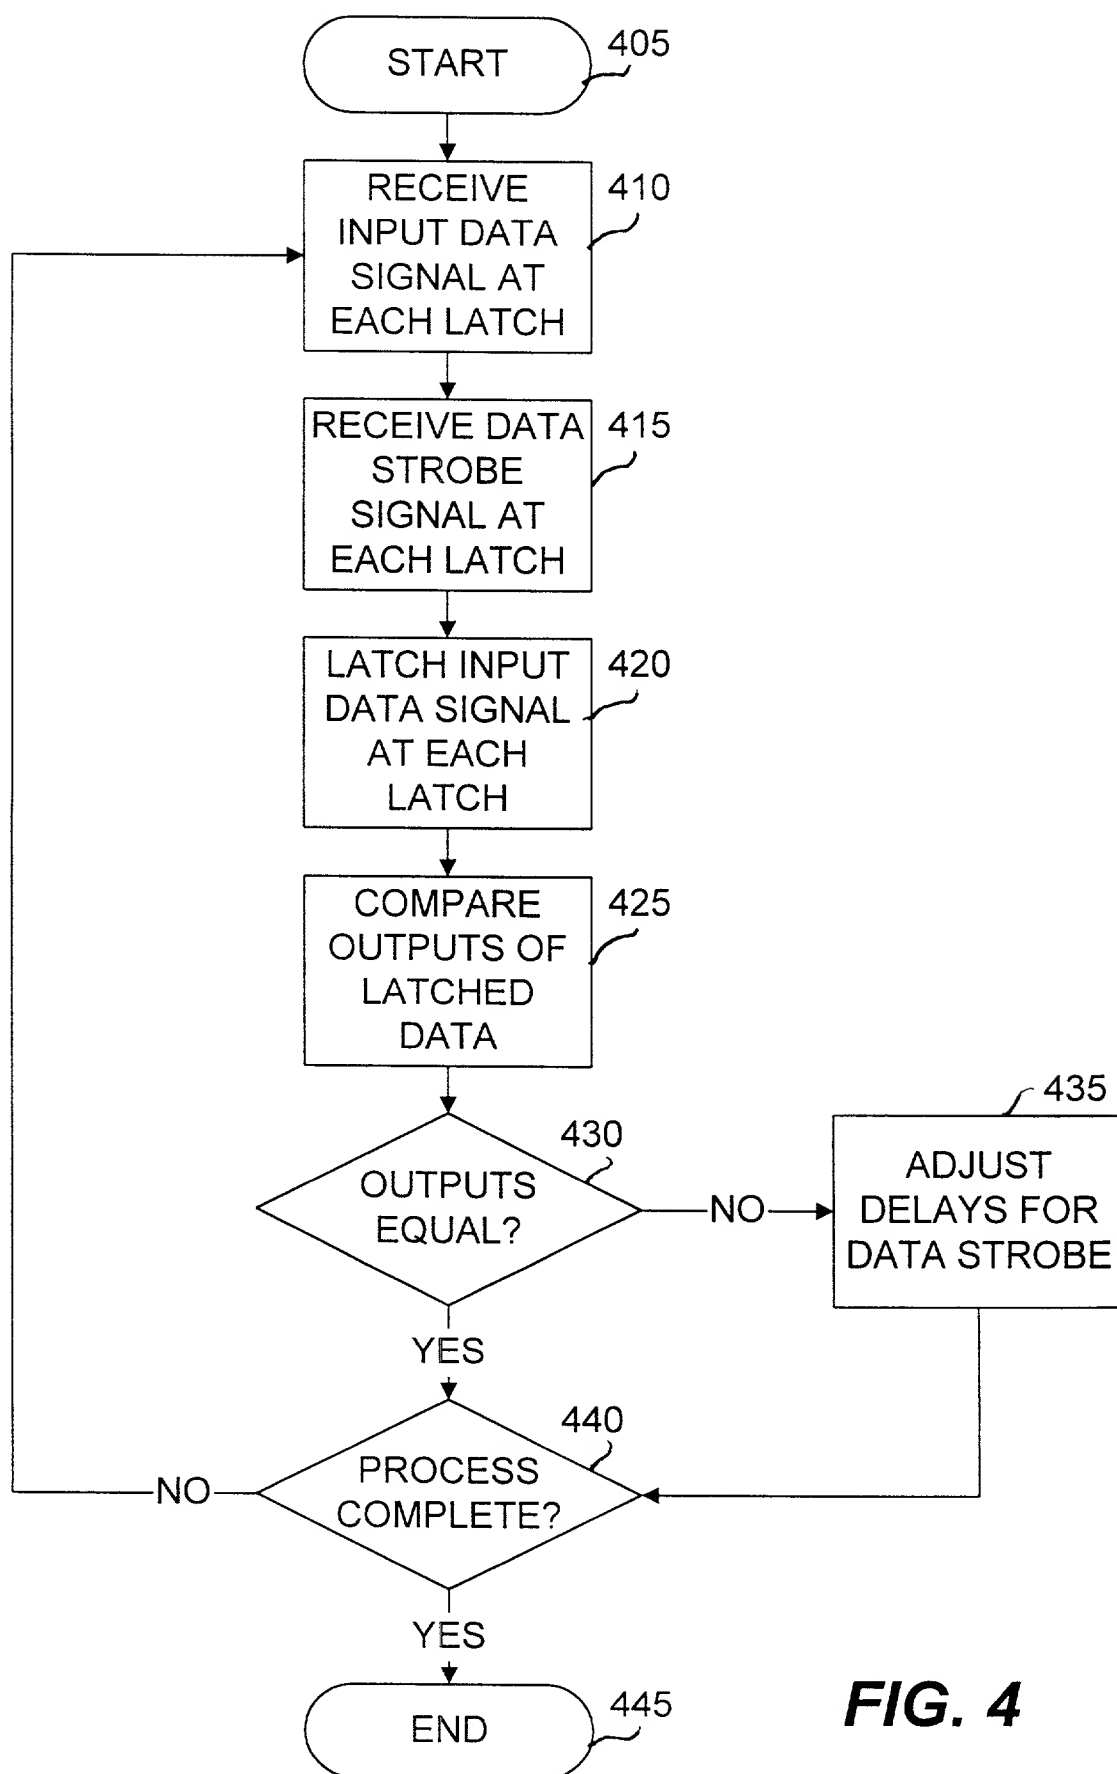 START
405
RECEIVE
INPUT DATA
SIGNAL AT
EACH LATCH
410
RECEIVE DATA
STROBE
SIGNAL AT
EACH LATCH
415
LATCH INPUT
DATA SIGNAL
AT EACH
LATCH
420
COMPARE
OUTPUTS OF
LATCHED
DATA
425
OUTPUTS
EQUAL?
430
NO
435
ADJUST
DELAYS FOR
DATA STROBE
YES
PROCESS
COMPLETE?
440
NO
YES
END
445
FIG. 4